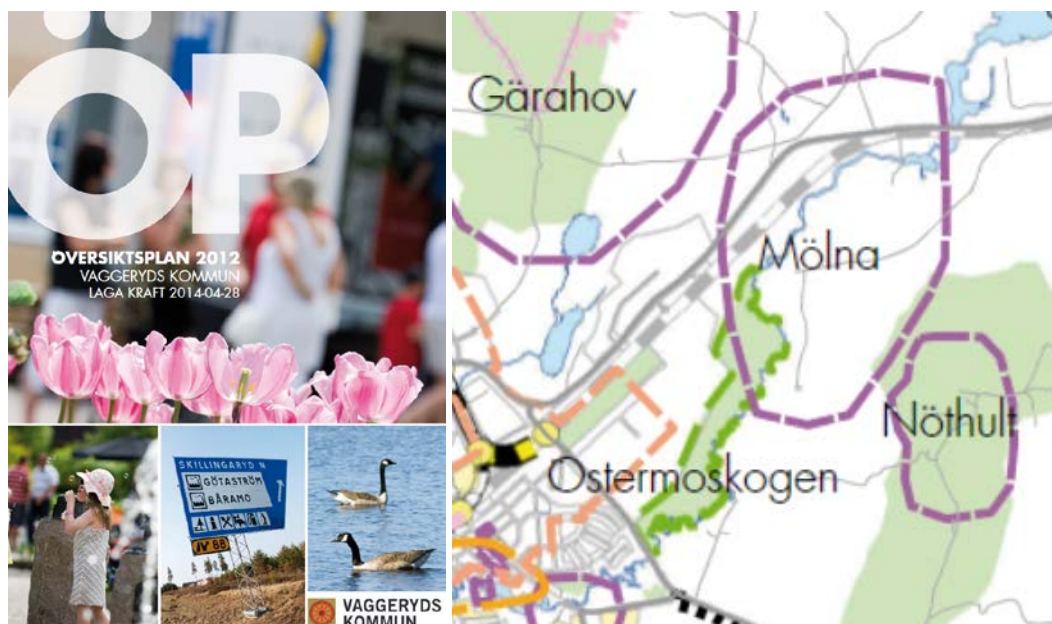 ÖP
ÖVERSIKTSPLAN 2012
VAGGERYDS KOMMUN
LAGA KRAFT 2014-04-28
SKILLINGARYD N
GÖTASTRÖM
BÅRAMO
88
VAGGERYDS
KOMMUN
Gärahov
Mölna
Nöthult
Östermoskogen